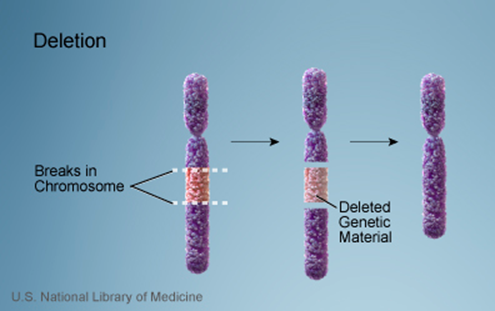 Deletion
Breaks in
Chromosome
Deleted
Genetic
Material
U.S. National Library of Medicine